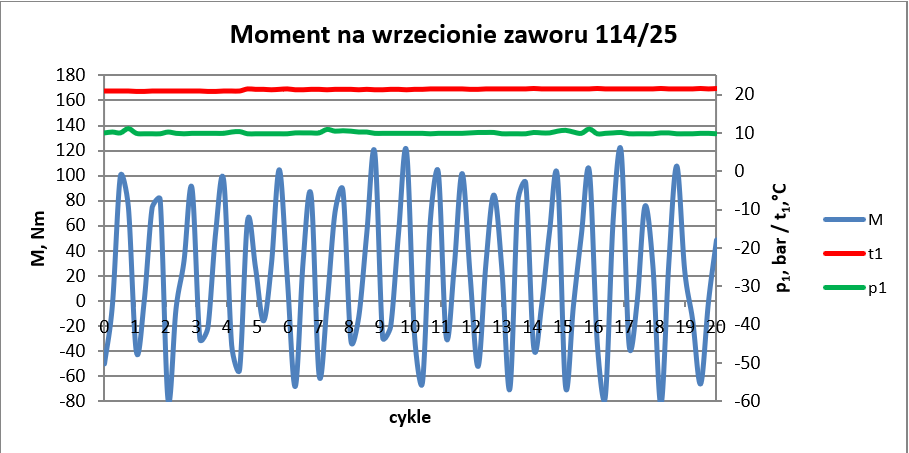 Moment na wrzecionie zaworu 114/25
180
160
140
120
100
80
60
40
20
0
-20
-40
-60
-80
M, Nm
0 1 2 3 4 5 6 7 8 9 10 11 12 13 14 15 16 17 18 19 20
cykle
20
10
0
-10
-20
-30
-40
-50
-60
p₁, bar / t₁,°C
M
t1
p1